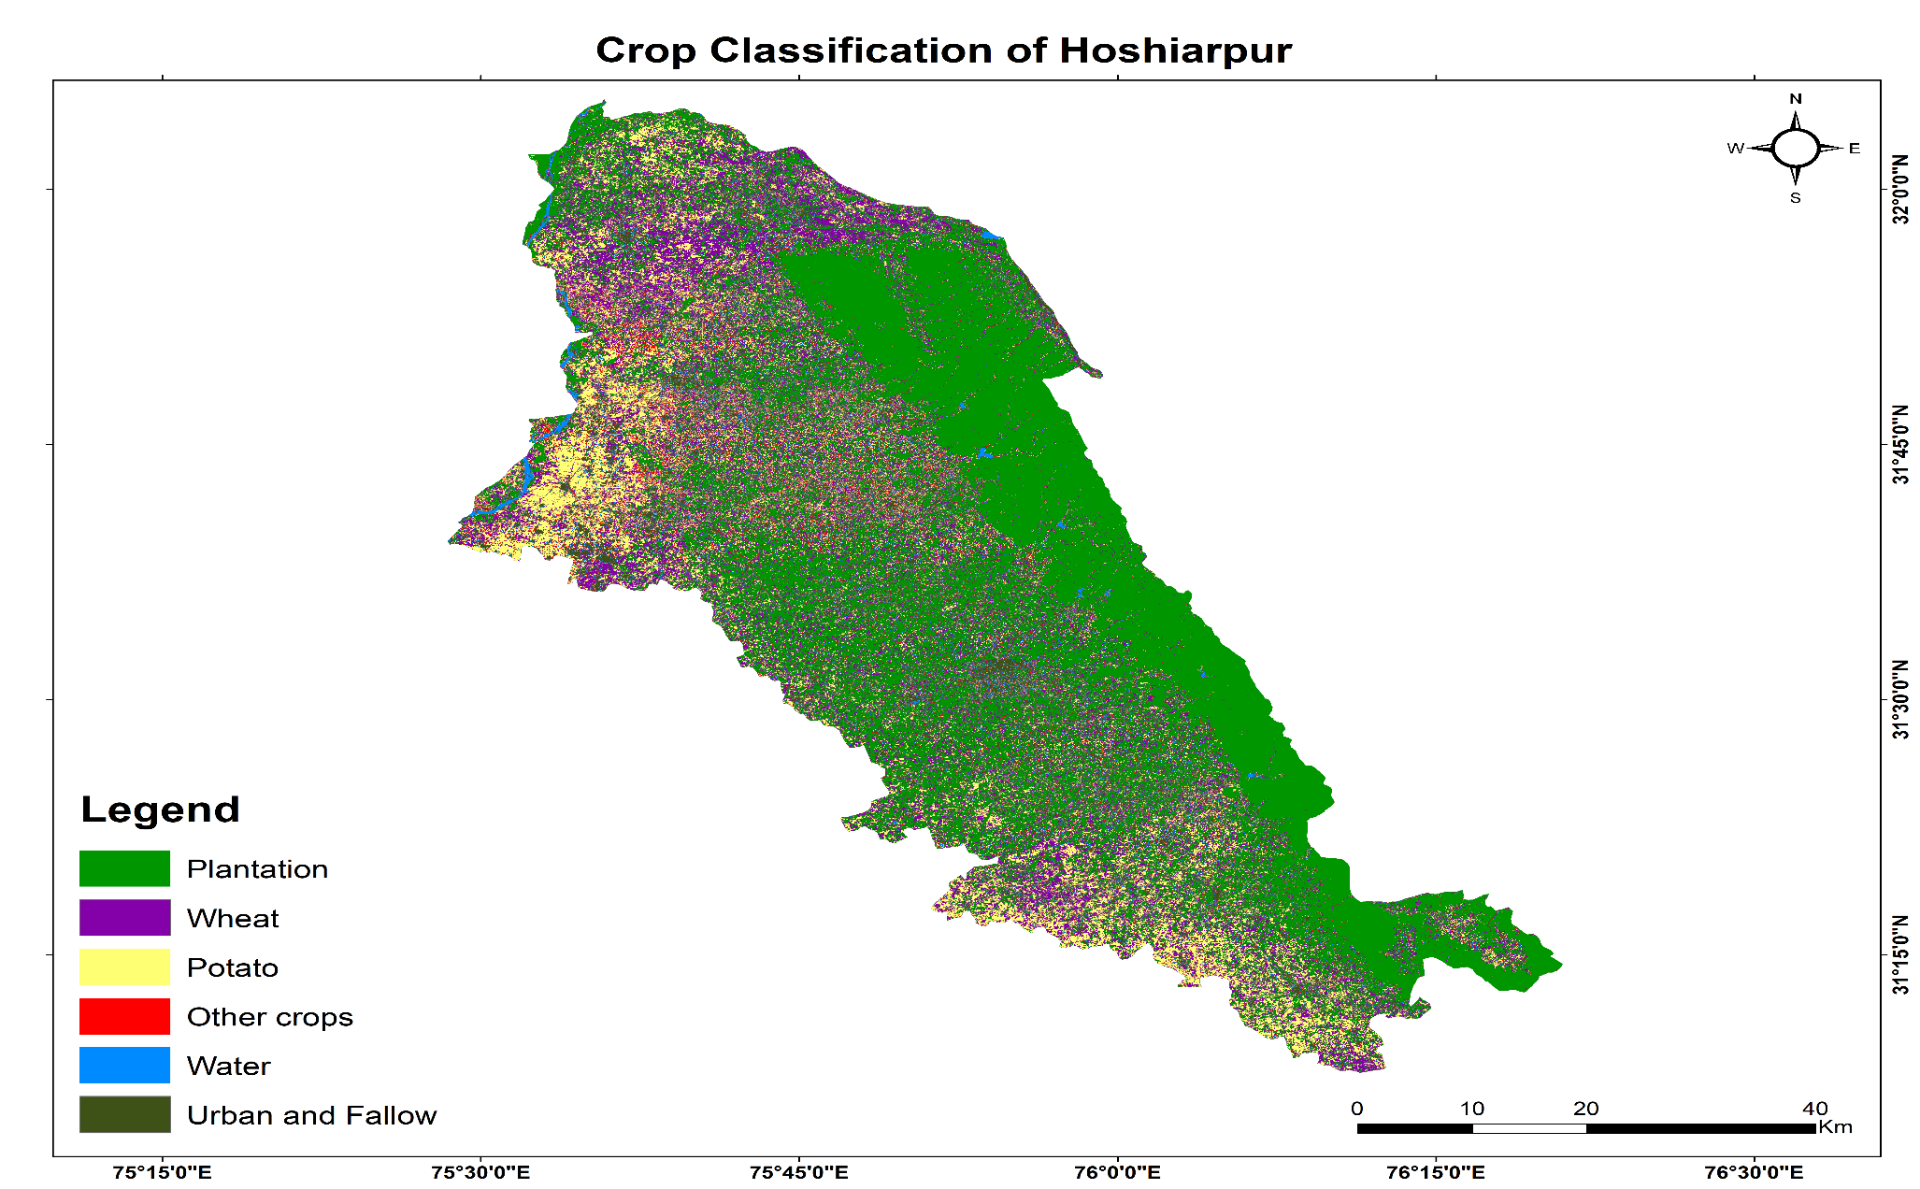 Crop Classification of Hoshiarpur
N
W E
S
32°0'0"N
31°45'0"N
31°30'0"N
31°15'0"N
Legend
Plantation
Wheat
Potato
Other crops
Water
Urban and Fallow
0 10 20 40
Km
75°15'0"E 75°30'0"E 75°45'0"E 76°0'0"E 76°15'0"E 76°30'0"E